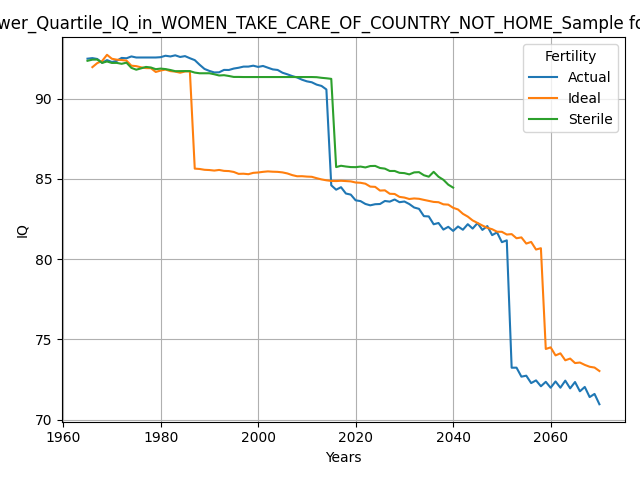 wer_Quartile_IQ_in_WOMEN_TAKE_CARE_OF_COUNTRY_NOT_HOME_Sample fo
Fertility
Actual
Ideal
Sterile
90
85
80
75
70
IQ
1960
1980
2000
2020
2040
2060
Years